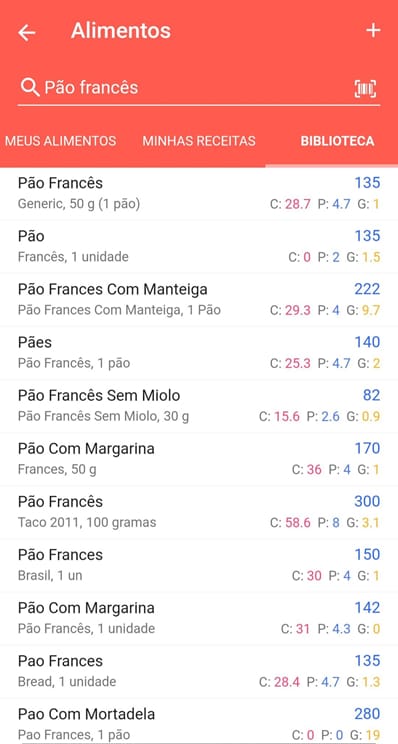 Alimentos
Pão francês
MEUS ALIMENTOS MINHAS RECEITAS BIBLIOTECA
Pão Francês 135
Generic, 50 g (1 pão) C: 28.7 P: 4.7 G: 1
Pão 135
Francês, 1 unidade C: 0 P: 2 G: 1.5
Pão Frances Com Manteiga 222
Pão Frances Com Manteiga, 1 Pão C: 29.3 P: 4 G: 9.7
Pães 140
Pão Francês, 1 pão C: 25.3 P: 4.7 G: 2
Pão Francês Sem Miolo 82
Pão Francês Sem Miolo, 30 g C: 15.6 P: 2.6 G: 0.9
Pão Com Margarina 170
Frances, 50 g C: 36 P: 4 G: 1
Pão Francês 300
Taco 2011, 100 gramas C: 58.6 P: 8 G: 3.1
Pão Frances 150
Brasil, 1 un C: 30 P: 4 G: 1
Pão Com Margarina 142
Pão Francês, 1 unidade C: 31 P: 4.3 G: 0
Pao Frances 135
Bread, 1 unidade C: 28.4 P: 4.7 G: 1.3
Pao Com Mortadela 280
Pao Frances, 1 pão C: 0 P: 0 G: 19